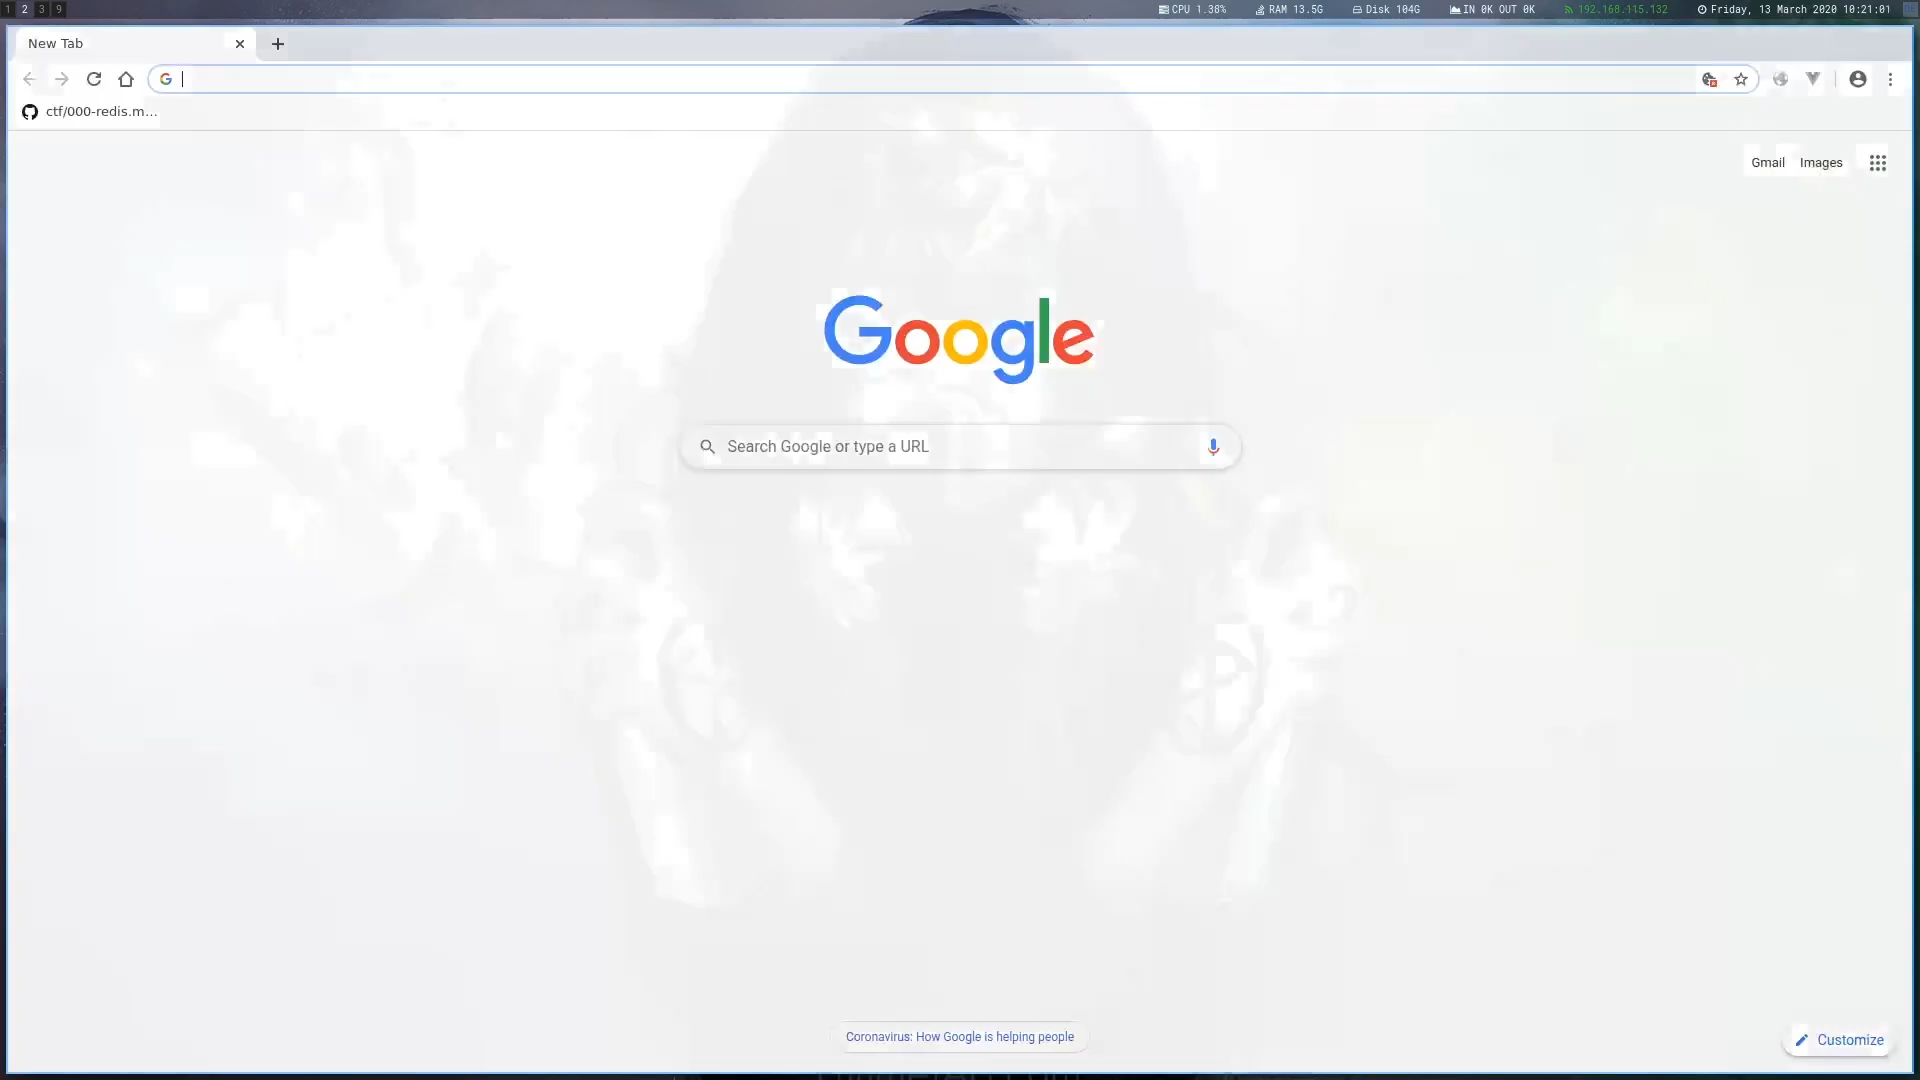 1 2 3 9 CPU 1.38% RAM 13.5G Disk 104G IN 0K OUT 0K 192.168.115.132 Friday, 13 March 2020 10:21:01
New Tab
ctf/000-redis.m...
Gmail Images
Google
Search Google or type a URL
Coronavirus: How Google is helping people
Customize